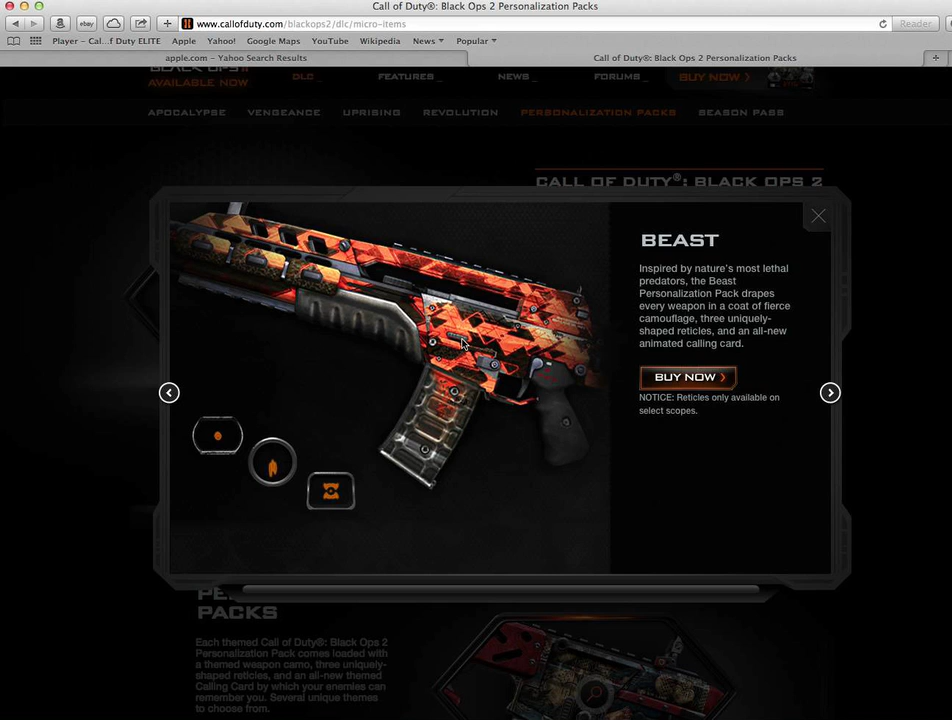 Call of Duty®: Black Ops 2 Personalization Packs
ebay
www.callofduty.com/blackops2/dlc/micro-items
Reader
Player – Cal...f Duty ELITE Apple Yahoo! Google Maps YouTube Wikipedia News Popular
apple.com – Yahoo Search Results Call of Duty®: Black Ops 2 Personalization Packs
AVAILABLE NOW DLC FEATURES NEWS FORUMS BUY NOW
APOCALYPSE VENGEANCE UPRISING REVOLUTION PERSONALIZATION PACKS SEASON PASS
CALL OF DUTY®: BLACK OPS 2
BEAST
Inspired by nature's most lethal
predators, the Beast
Personalization Pack drapes
every weapon in a coat of fierce
camouflage, three uniquely-
shaped reticles, and an all-new
animated calling card.
BUY NOW
NOTICE: Reticles only available on
select scopes.
PACKS
Each themed Call of Duty®: Black Ops 2
Personalization Pack comes loaded with
a themed weapon camo, three uniquely-
shaped reticles, and an all-new themed
Calling Card by which your enemies can
remember you. Several unique themes
to choose from.